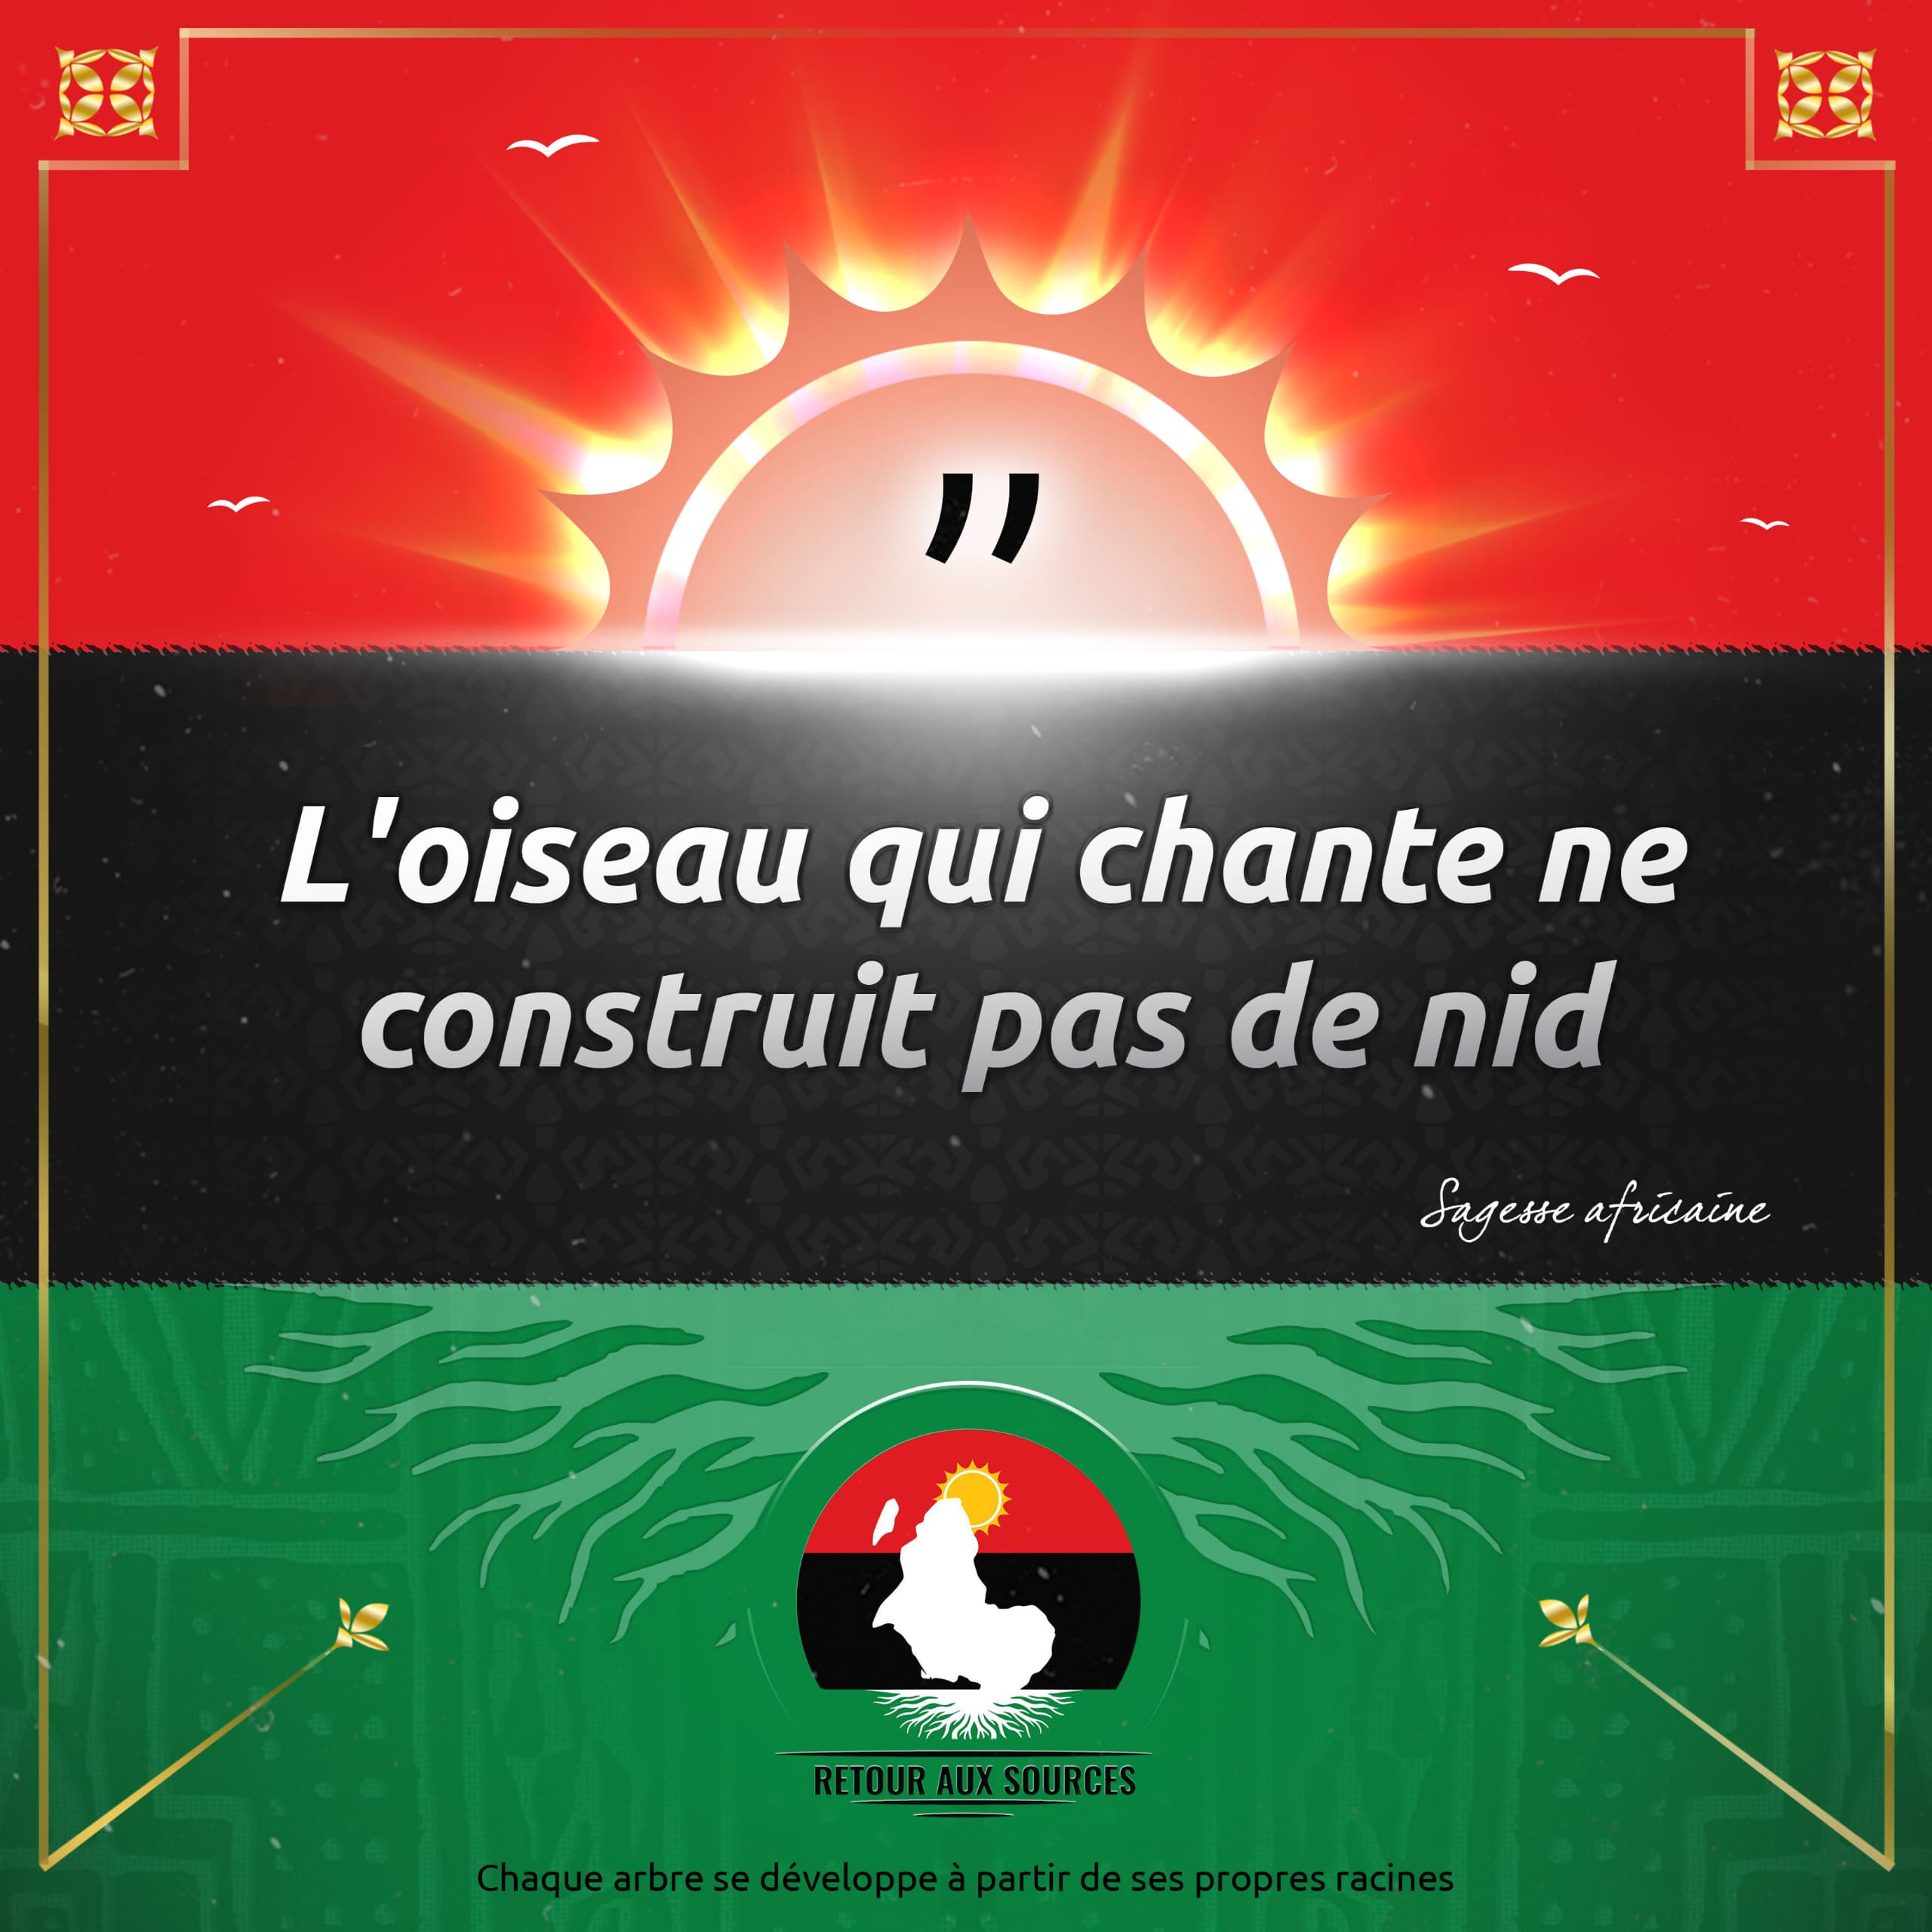 ”
L'oiseau qui chante ne
construit pas de nid
Sagesse africaine
RETOUR AUX SOURCES
Chaque arbre se développe à partir de ses propres racines